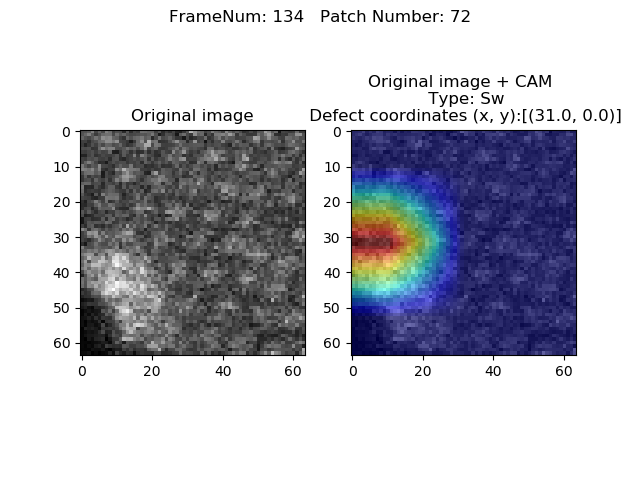 FrameNum: 134   Patch Number: 72
Original image
Original image + CAM
Type: Sw
Defect coordinates (x, y):[(31.0, 0.0)]
0
10
20
30
40
50
60
0 20 40 60
0
10
20
30
40
50
60
0 20 40 60